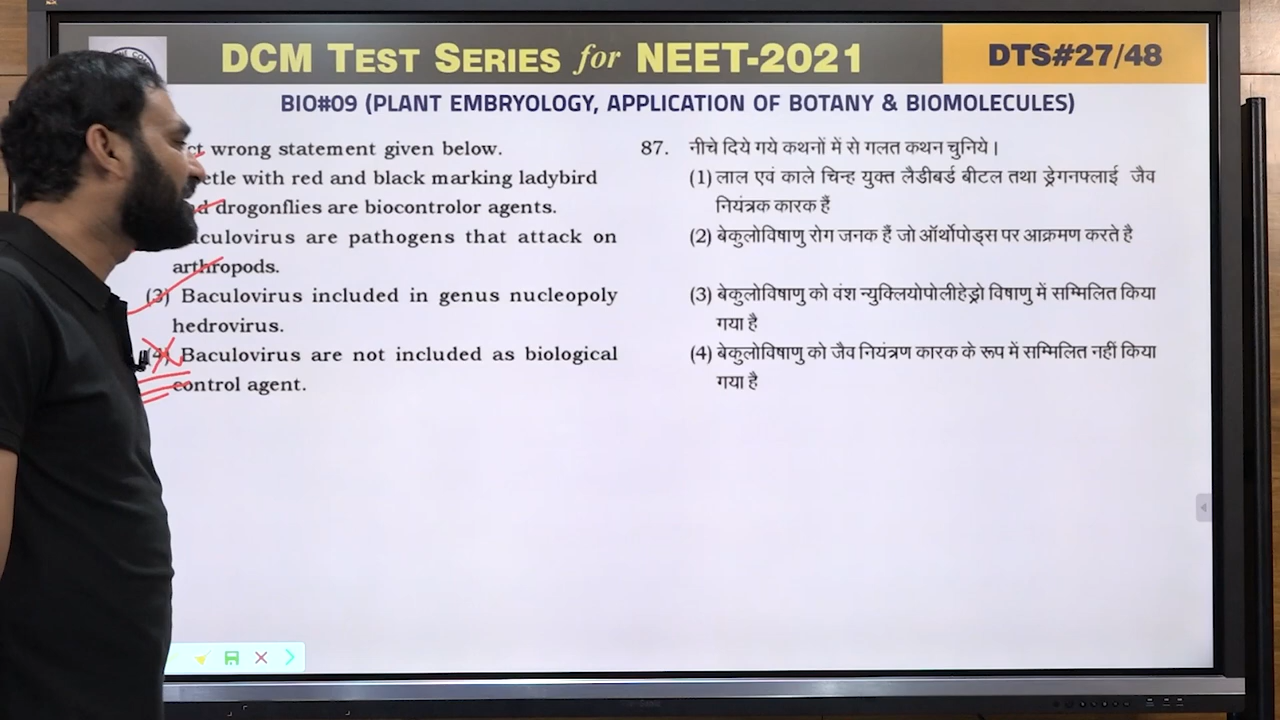 DCM TEST SERIES for NEET-2021
DTS#27/48
BIO#09 (PLANT EMBRYOLOGY, APPLICATION OF BOTANY & BIOMOLECULES)
wrong statement given below.
with red and black marking ladybird
drogonflies are biocontrolor agents.
are pathogens that attack on
arthropods.
(3) Baculovirus included in genus nucleopoly
hedrovirus.
(4) Baculovirus are not included as biological
control agent.
87. नीचे दिये गये कथनों में से गलत कथन चुनिये।
(1) लाल एवं काले चिन्ह युक्त लैडीबर्ड बीटल तथा ड्रेगनफ्लाई जैव
नियंत्रक कारक हैं
(2) बेकुलोविषाणु रोग जनक हैं जो ऑर्थोपोड्स पर आक्रमण करते है
(3) बेकुलोविषाणु को वंश न्युक्लियोपोलीहेड्रो विषाणु में सम्मिलित किया
गया है
(4) बेकुलोविषाणु को जैव नियंत्रण कारक के रूप में सम्मिलित नहीं किया
गया है